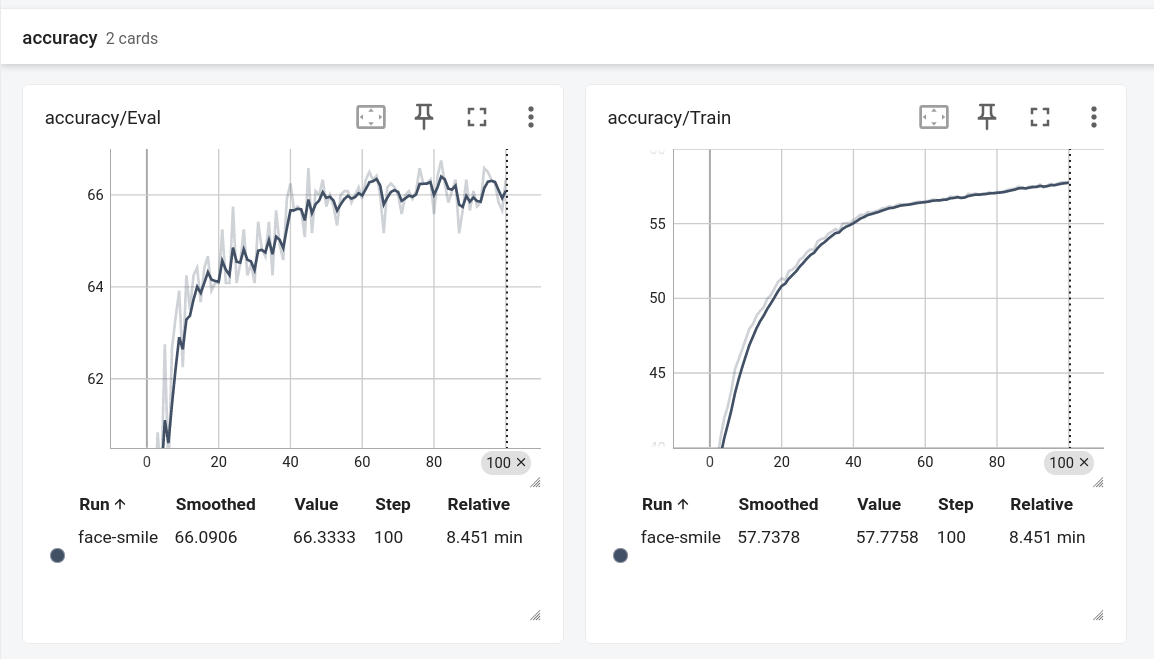 accuracy 2 cards
accuracy/Eval
66
64
62
0 20 40 60 80 100 ×
Run ↑ Smoothed Value Step Relative
face-smile 66.0906 66.3333 100 8.451 min
accuracy/Train
55
50
45
0 20 40 60 80 100 ×
Run ↑ Smoothed Value Step Relative
face-smile 57.7378 57.7758 100 8.451 min